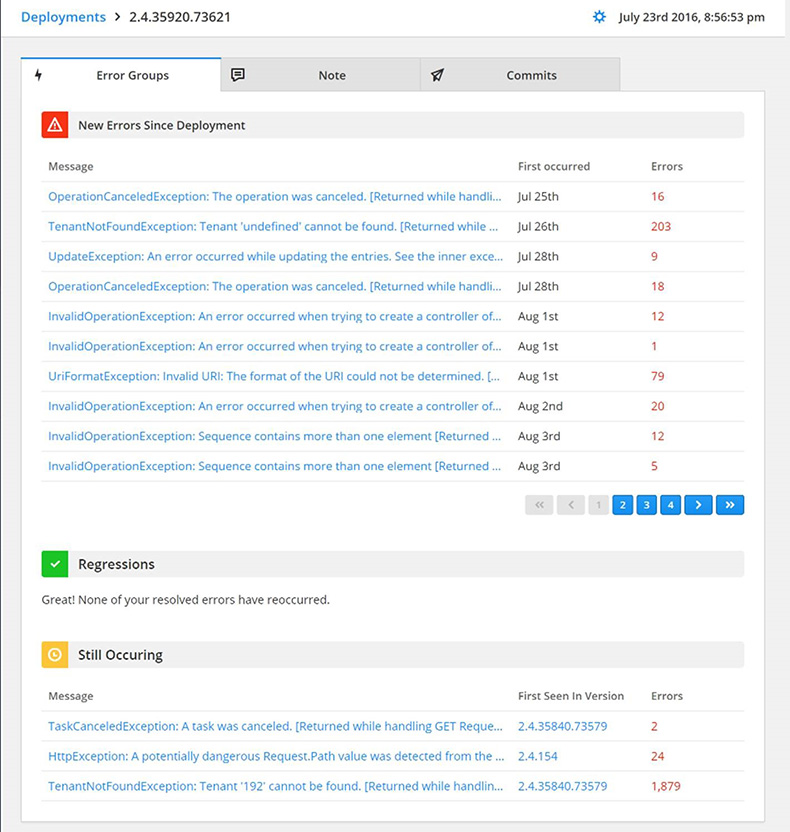 Deployments > 2.4.35920.73621
July 23rd 2016, 8:56:53 pm
Error Groups
Note
Commits
New Errors Since Deployment
Message First occurred Errors
OperationCanceledException: The operation was canceled. [Returned while handli... Jul 25th 16
TenantNotFoundException: Tenant 'undefined' cannot be found. [Returned while ... Jul 26th 203
UpdateException: An error occurred while updating the entries. See the inner exce... Jul 28th 9
OperationCanceledException: The operation was canceled. [Returned while handli... Jul 28th 18
InvalidOperationException: An error occurred when trying to create a controller of... Aug 1st 12
InvalidOperationException: An error occurred when trying to create a controller of... Aug 1st 1
UriFormatException: Invalid URI: The format of the URI could not be determined. [... Aug 1st 79
InvalidOperationException: An error occurred when trying to create a controller of... Aug 2nd 20
InvalidOperationException: Sequence contains more than one element [Returned ... Aug 3rd 12
InvalidOperationException: Sequence contains more than one element [Returned ... Aug 3rd 5
« ‹ 1 2 3 4 › »
Regressions
Great! None of your resolved errors have reoccurred.
Still Occuring
Message First Seen In Version Errors
TaskCanceledException: A task was canceled. [Returned while handling GET Reque... 2.4.35840.73579 2
HttpException: A potentially dangerous Request.Path value was detected from the ... 2.4.154 24
TenantNotFoundException: Tenant '192' cannot be found. [Returned while handlin... 2.4.35840.73579 1,879